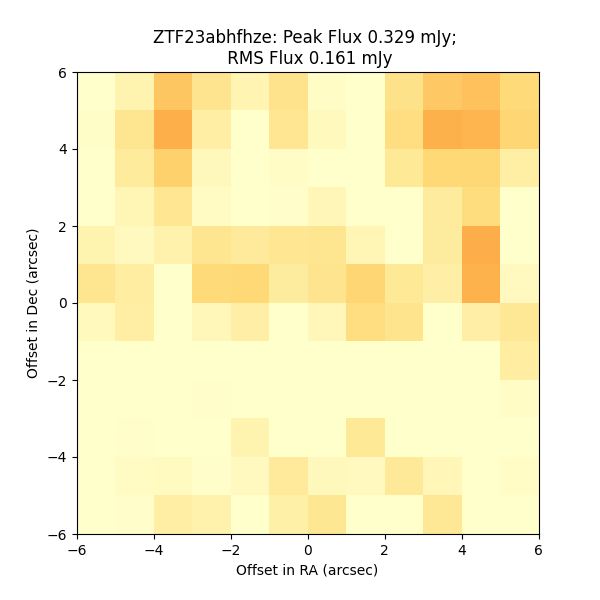 ZTF23abhfhze: Peak Flux 0.329 mJy;
RMS Flux 0.161 mJy
6
4
2
0
−2
−4
−6
Offset in Dec (arcsec)
−6 −4 −2 0 2 4 6
Offset in RA (arcsec)